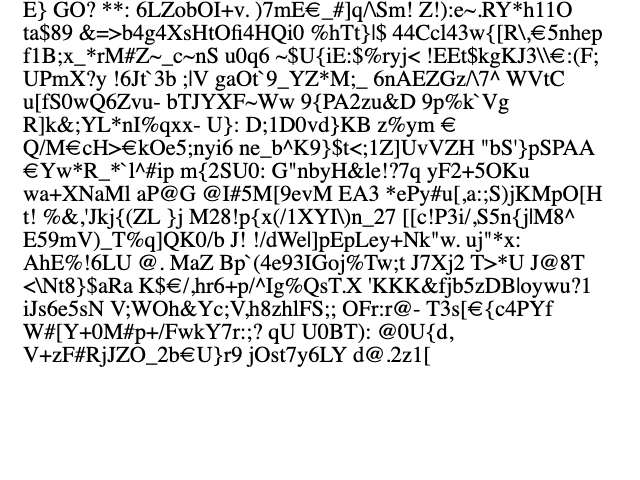 E} GO? **: 6LZobOI+v. )7mE€_#]q/\Sm! Z!):e~.RY*h11O
ta$89 &=>b4g4XsHtOfi4HQi0 %hTt}|$ 44Ccl43w{[R\,€5nhep
f1B;x_*rM#Z~_c~nS u0q6 ~$U{iE:$%ryj< !EEt$kgKJ3\\€:(F;
UPmX?y !6Jt`3b ;|V gaOt`9_YZ*M;_ 6nAEZGz/\7^ WVtC
u[fS0wQ6Zvu- bTJYXF~Ww 9{PA2zu&D 9p%k`Vg
R]k&;YL*nI%qxx- U}: D;1D0vd}KB z%ym €
Q/M€cH>€kOe5;nyi6 ne_b^K9}$t<;1Z]UvVZH "bS'}pSPAA
€Yw*R_*`l^#ip m{2SU0: G"nbyH&le!?7q yF2+5OKu
wa+XNaMl aP@G @I#5M[9evM EA3 *ePy#u[,a:;S)jKMpO[H
t! %&,'Jkj{(ZL }j M28!p{x(/1XYI\)n_27 [[c!P3i/,S5n{j|M8^
E59mV)_T%q]QK0/b J! !/dWel]pEpLey+Nk"w. uj"*x:
AhE%!6LU @. MaZ Bp`(4e93IGoj%Tw;t J7Xj2 T>*U J@8T
<\Nt8}$aRa K$€/,hr6+p/^Ig%QsT.X 'KKK&fjb5zDB|oywu?1
iJs6e5sN V;WOh&Yc;V,h8zhlFS;; OFr:r@- T3s[€{c4PYf
W#[Y+0M#p+/FwkY7r:;? qU U0BT): @0U{d,
V+zF#RjJZO_2b€U}r9 jOst7y6LY d@.2z1[